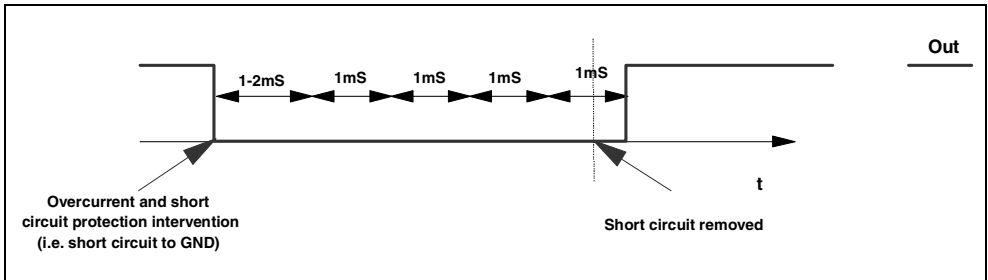 Out
1-2mS
1mS
1mS
1mS
1mS
t
Overcurrent and short
circuit protection intervention
(i.e. short circuit to GND)
Short circuit removed